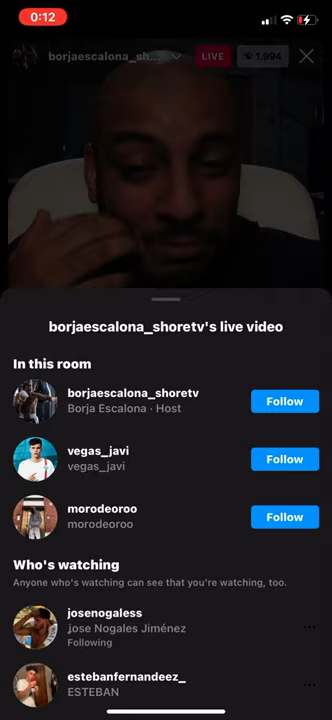 0:12
borjaescalona_sh...
LIVE
1.994
borjaescalona_shoretv's live video
In this room
borjaescalona_shoretv
Borja Escalona · Host
Follow
vegas_javi
vegas_javi
Follow
morodeoroo
morodeoroo
Follow
Who's watching
Anyone who's watching can see that you're watching, too.
josenogaless
jose Nogales Jiménez
Following
estebanfernandeez_
ESTEBAN